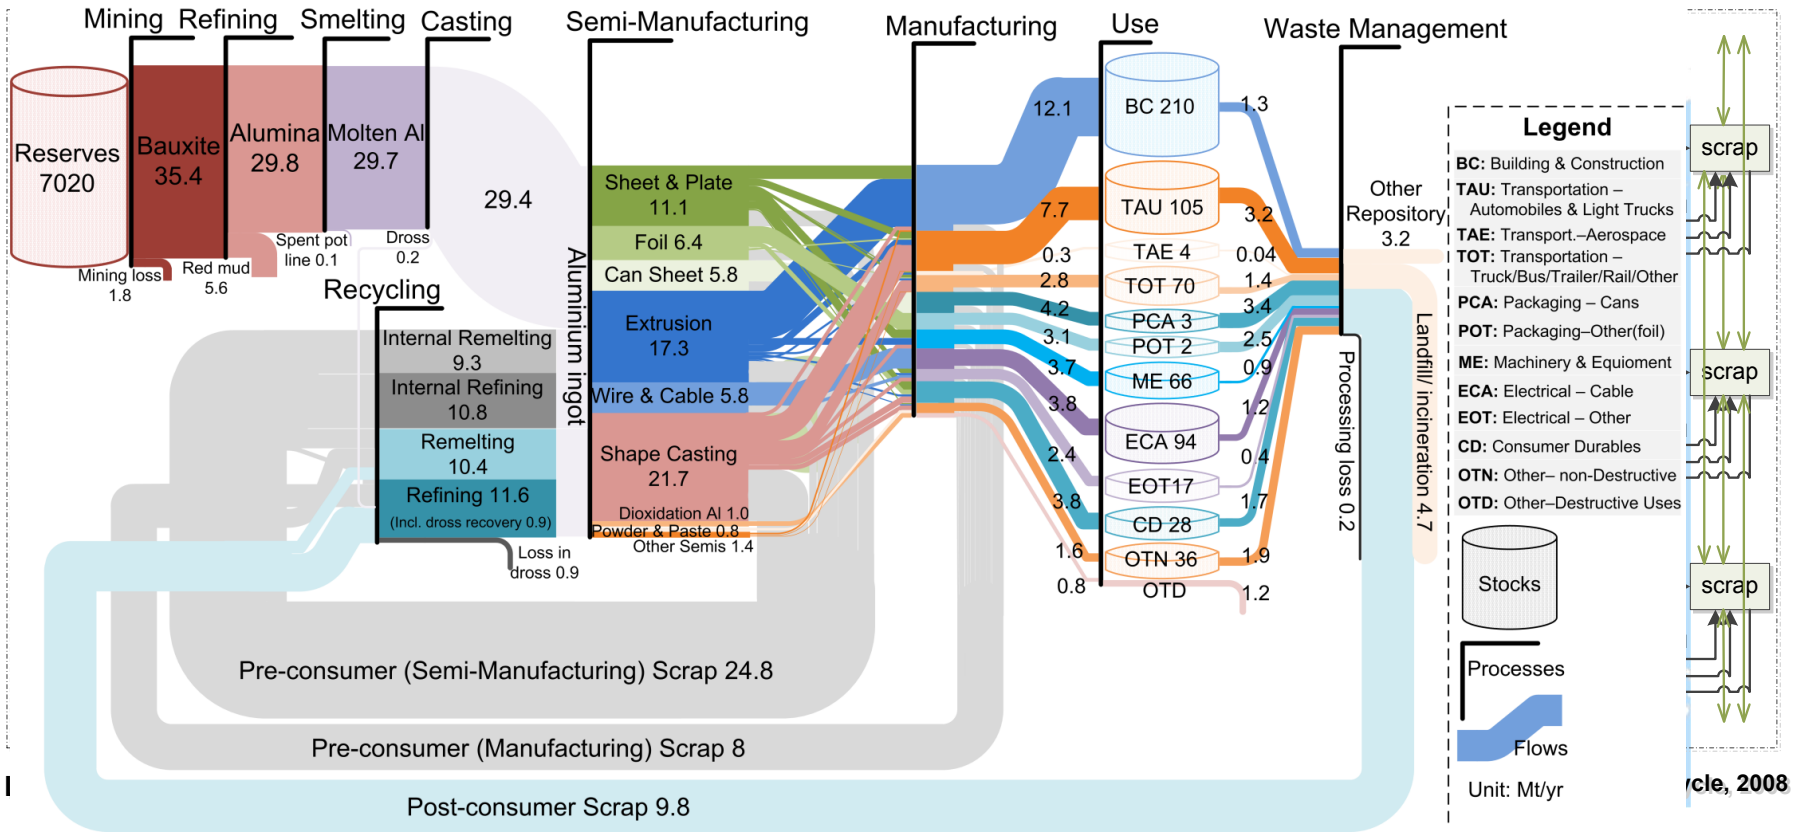 Mining
Refining
Smelting
Casting
Semi-Manufacturing
Manufacturing
Use
Waste Management
Reserves
7020
Bauxite
35.4
Alumina
29.8
Molten Al
29.7
29.4
Mining loss
1.8
Red mud
5.6
Spent pot
line 0.1
Dross
0.2
Recycling
Internal Remelting
9.3
Internal Refining
10.8
Remelting
10.4
Refining 11.6
(Incl. dross recovery 0.9)
Loss in
dross 0.9
Aluminium ingot
Sheet & Plate
11.1
Foil 6.4
Can Sheet 5.8
Extrusion
17.3
Wire & Cable 5.8
Shape Casting
21.7
Dioxidation Al 1.0
Powder & Paste 0.8
Other Semis 1.4
12.1
7.7
0.3
2.8
4.2
3.1
3.7
3.8
2.4
3.8
1.6
0.8
BC 210
TAU 105
TAE 4
TOT 70
PCA 3
POT 2
ME 66
ECA 94
EOT17
CD 28
OTN 36
OTD
1.3
3.2
0.04
1.4
3.4
2.5
0.9
1.2
0.4
1.7
1.9
1.2
Other
Repository
3.2
Processing loss 0.2
Landfill/ incineration 4.7
Pre-consumer (Semi-Manufacturing) Scrap 24.8
Pre-consumer (Manufacturing) Scrap 8
Post-consumer Scrap 9.8
Legend
BC: Building & Construction
TAU: Transportation –
Automobiles & Light Trucks
TAE: Transport.–Aerospace
TOT: Transportation –
Truck/Bus/Trailer/Rail/Other
PCA: Packaging – Cans
POT: Packaging–Other(foil)
ME: Machinery & Equioment
ECA: Electrical – Cable
EOT: Electrical – Other
CD: Consumer Durables
OTN: Other– non-Destructive
OTD: Other–Destructive Uses
Stocks
Processes
Flows
Unit: Mt/yr
scrap
scrap
scrap
ycle, 2008